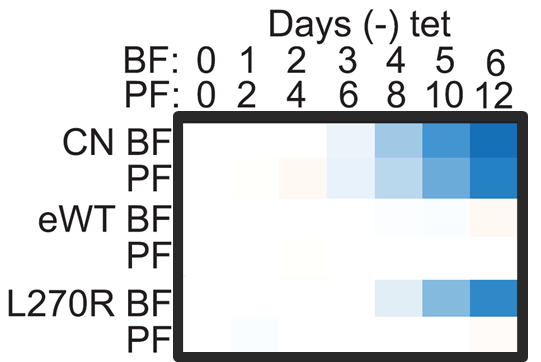 Days (-) tet
BF: 0 1 2 3 4 5 6
PF: 0 2 4 6 8 10 12
CN BF
PF
eWT BF
PF
L270R BF
PF